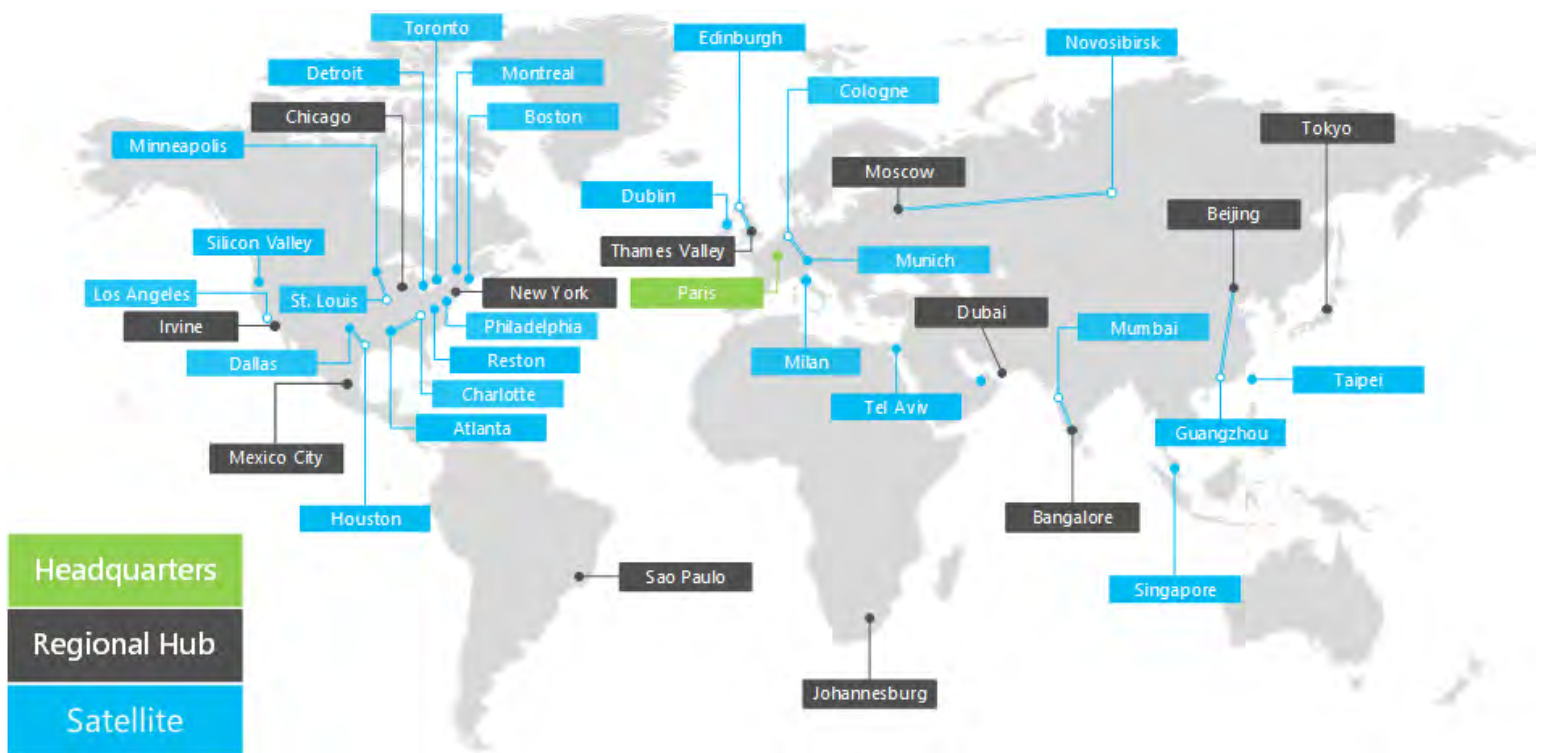 Toronto
Edinburgh
Novosibirsk
Detroit
Montreal
Cologne
Chicago
Boston
Tokyo
Minneapolis
Moscow
Dublin
Beijing
Silicon Valley
Thames Valley
Munich
Los Angeles
St. Louis
New York
Paris
Irvine
Philadelphia
Dubai
Mumbai
Dallas
Reston
Milan
Taipei
Charlotte
Tel Aviv
Atlanta
Guangzhou
Mexico City
Houston
Bangalore
Headquarters
Sao Paulo
Singapore
Regional Hub
Johannesburg
Satellite